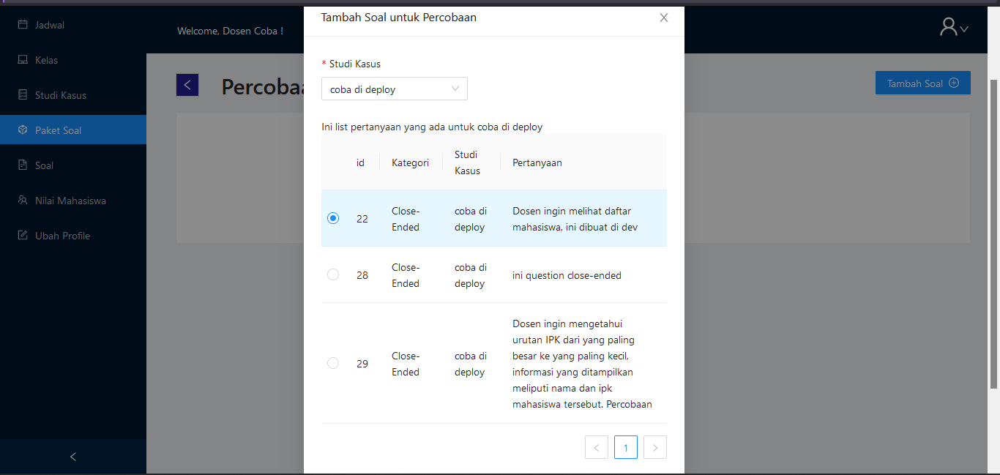 Jadwal
Kelas
Studi Kasus
Paket Soal
Soal
Nilai Mahasiswa
Ubah Profile
Welcome, Dosen Coba !
Tambah Soal
Tambah Soal untuk Percobaan
* Studi Kasus
coba di deploy
Ini list pertanyaan yang ada untuk coba di deploy
id
Kategori
Studi
Kasus
Pertanyaan
22
Close-
Ended
coba di
deploy
Dosen ingin melihat daftar
mahasiswa, ini dibuat di dev
28
Close-
Ended
coba di
deploy
ini question close-ended
29
Close-
Ended
coba di
deploy
Dosen ingin mengetahui
urutan IPK dari yang paling
besar ke yang paling kecil,
informasi yang ditampilkan
meliputi nama dan ipk
mahasiswa tersebut. Percobaan
1